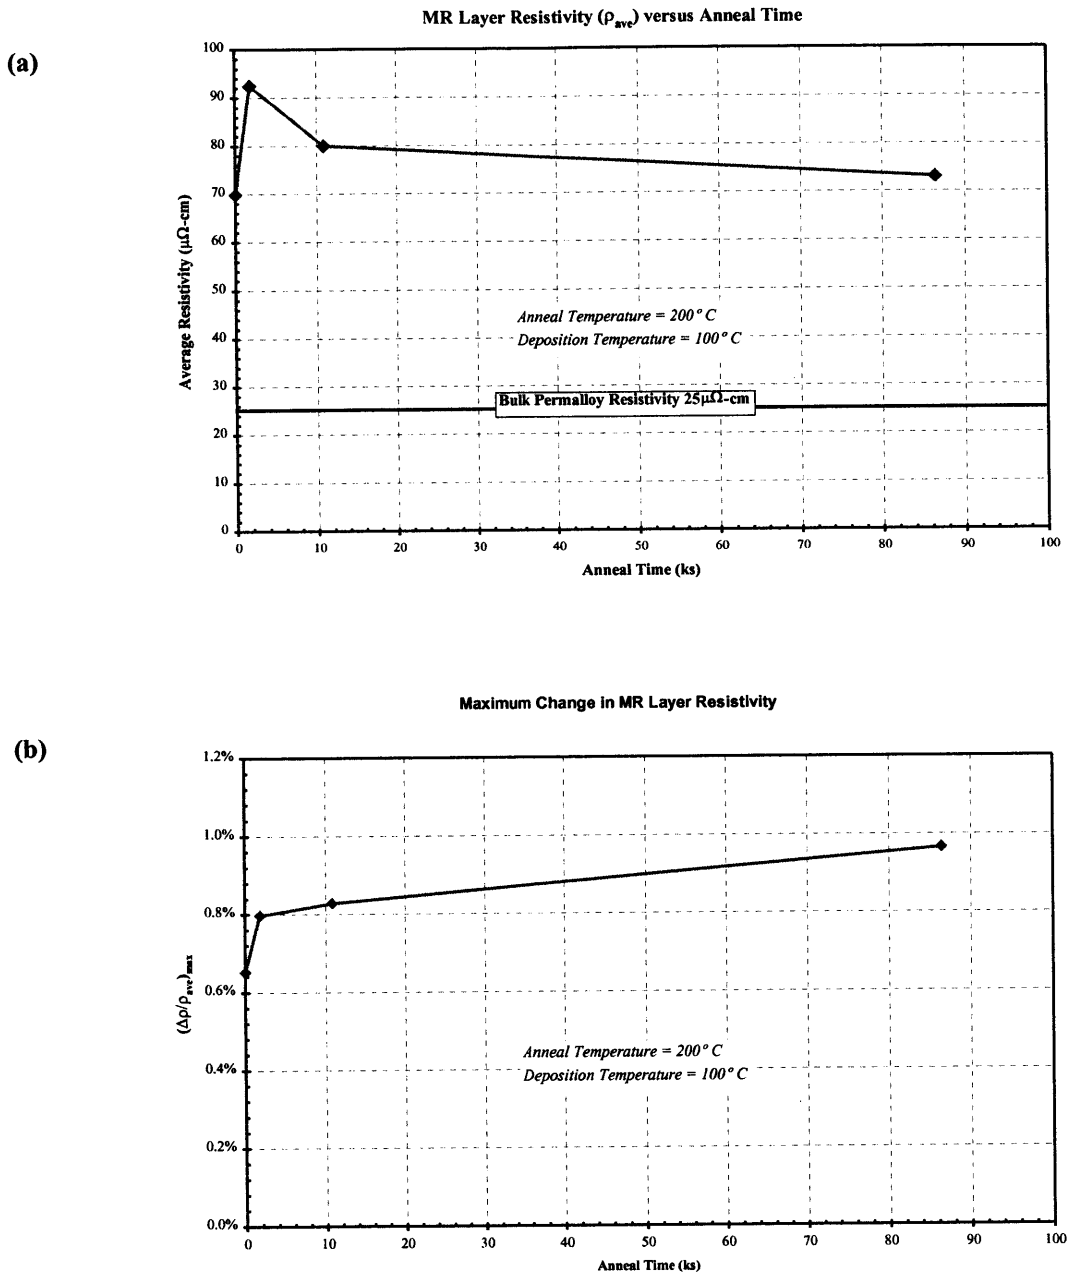 MR Layer Resistivity (ρave) versus Anneal Time
(a)
100
90
80
70
60
50
40
30
20
10
0
Average Resistivity (μΩ-cm)
Anneal Temperature = 200° C
Deposition Temperature = 100° C
Bulk Permalloy Resistivity 25μΩ-cm
0 10 20 30 40 50 60 70 80 90 100
Anneal Time (ks)
Maximum Change in MR Layer Resistivity
(b)
1.2%
1.0%
0.8%
0.6%
0.4%
0.2%
0.0%
(Δρ/ρave)max
Anneal Temperature = 200° C
Deposition Temperature = 100° C
0 10 20 30 40 50 60 70 80 90 100
Anneal Time (ks)